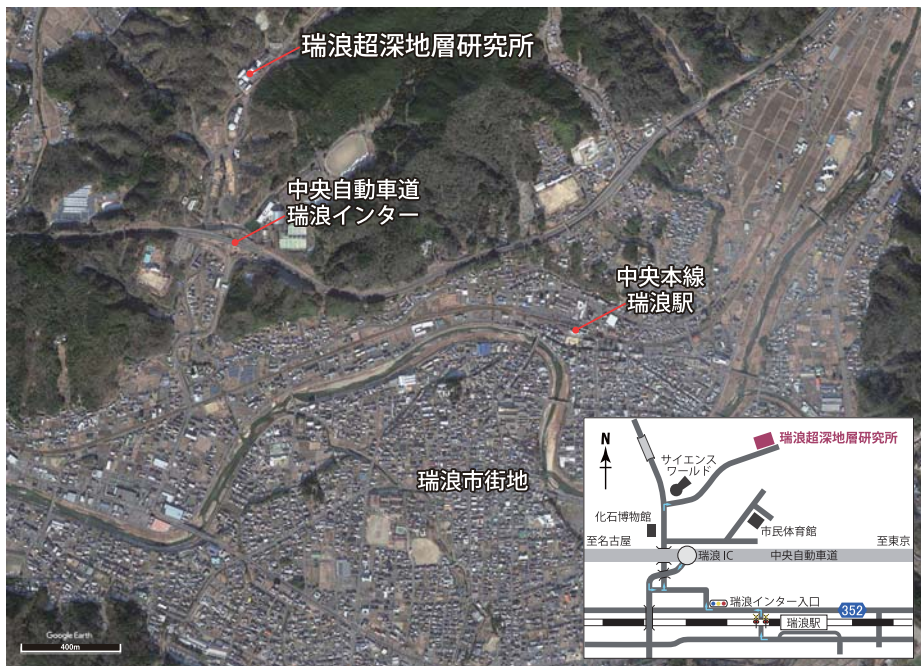 瑞浪超深地層研究所
中央自動車道
瑞浪インター
中央本線
瑞浪駅
瑞浪市街地
Google Earth
400m
N
瑞浪超深地層研究所
サイエンス
ワールド
化石博物館
市民体育館
至名古屋
瑞浪IC
中央自動車道
至東京
瑞浪インター入口
352
瑞浪駅